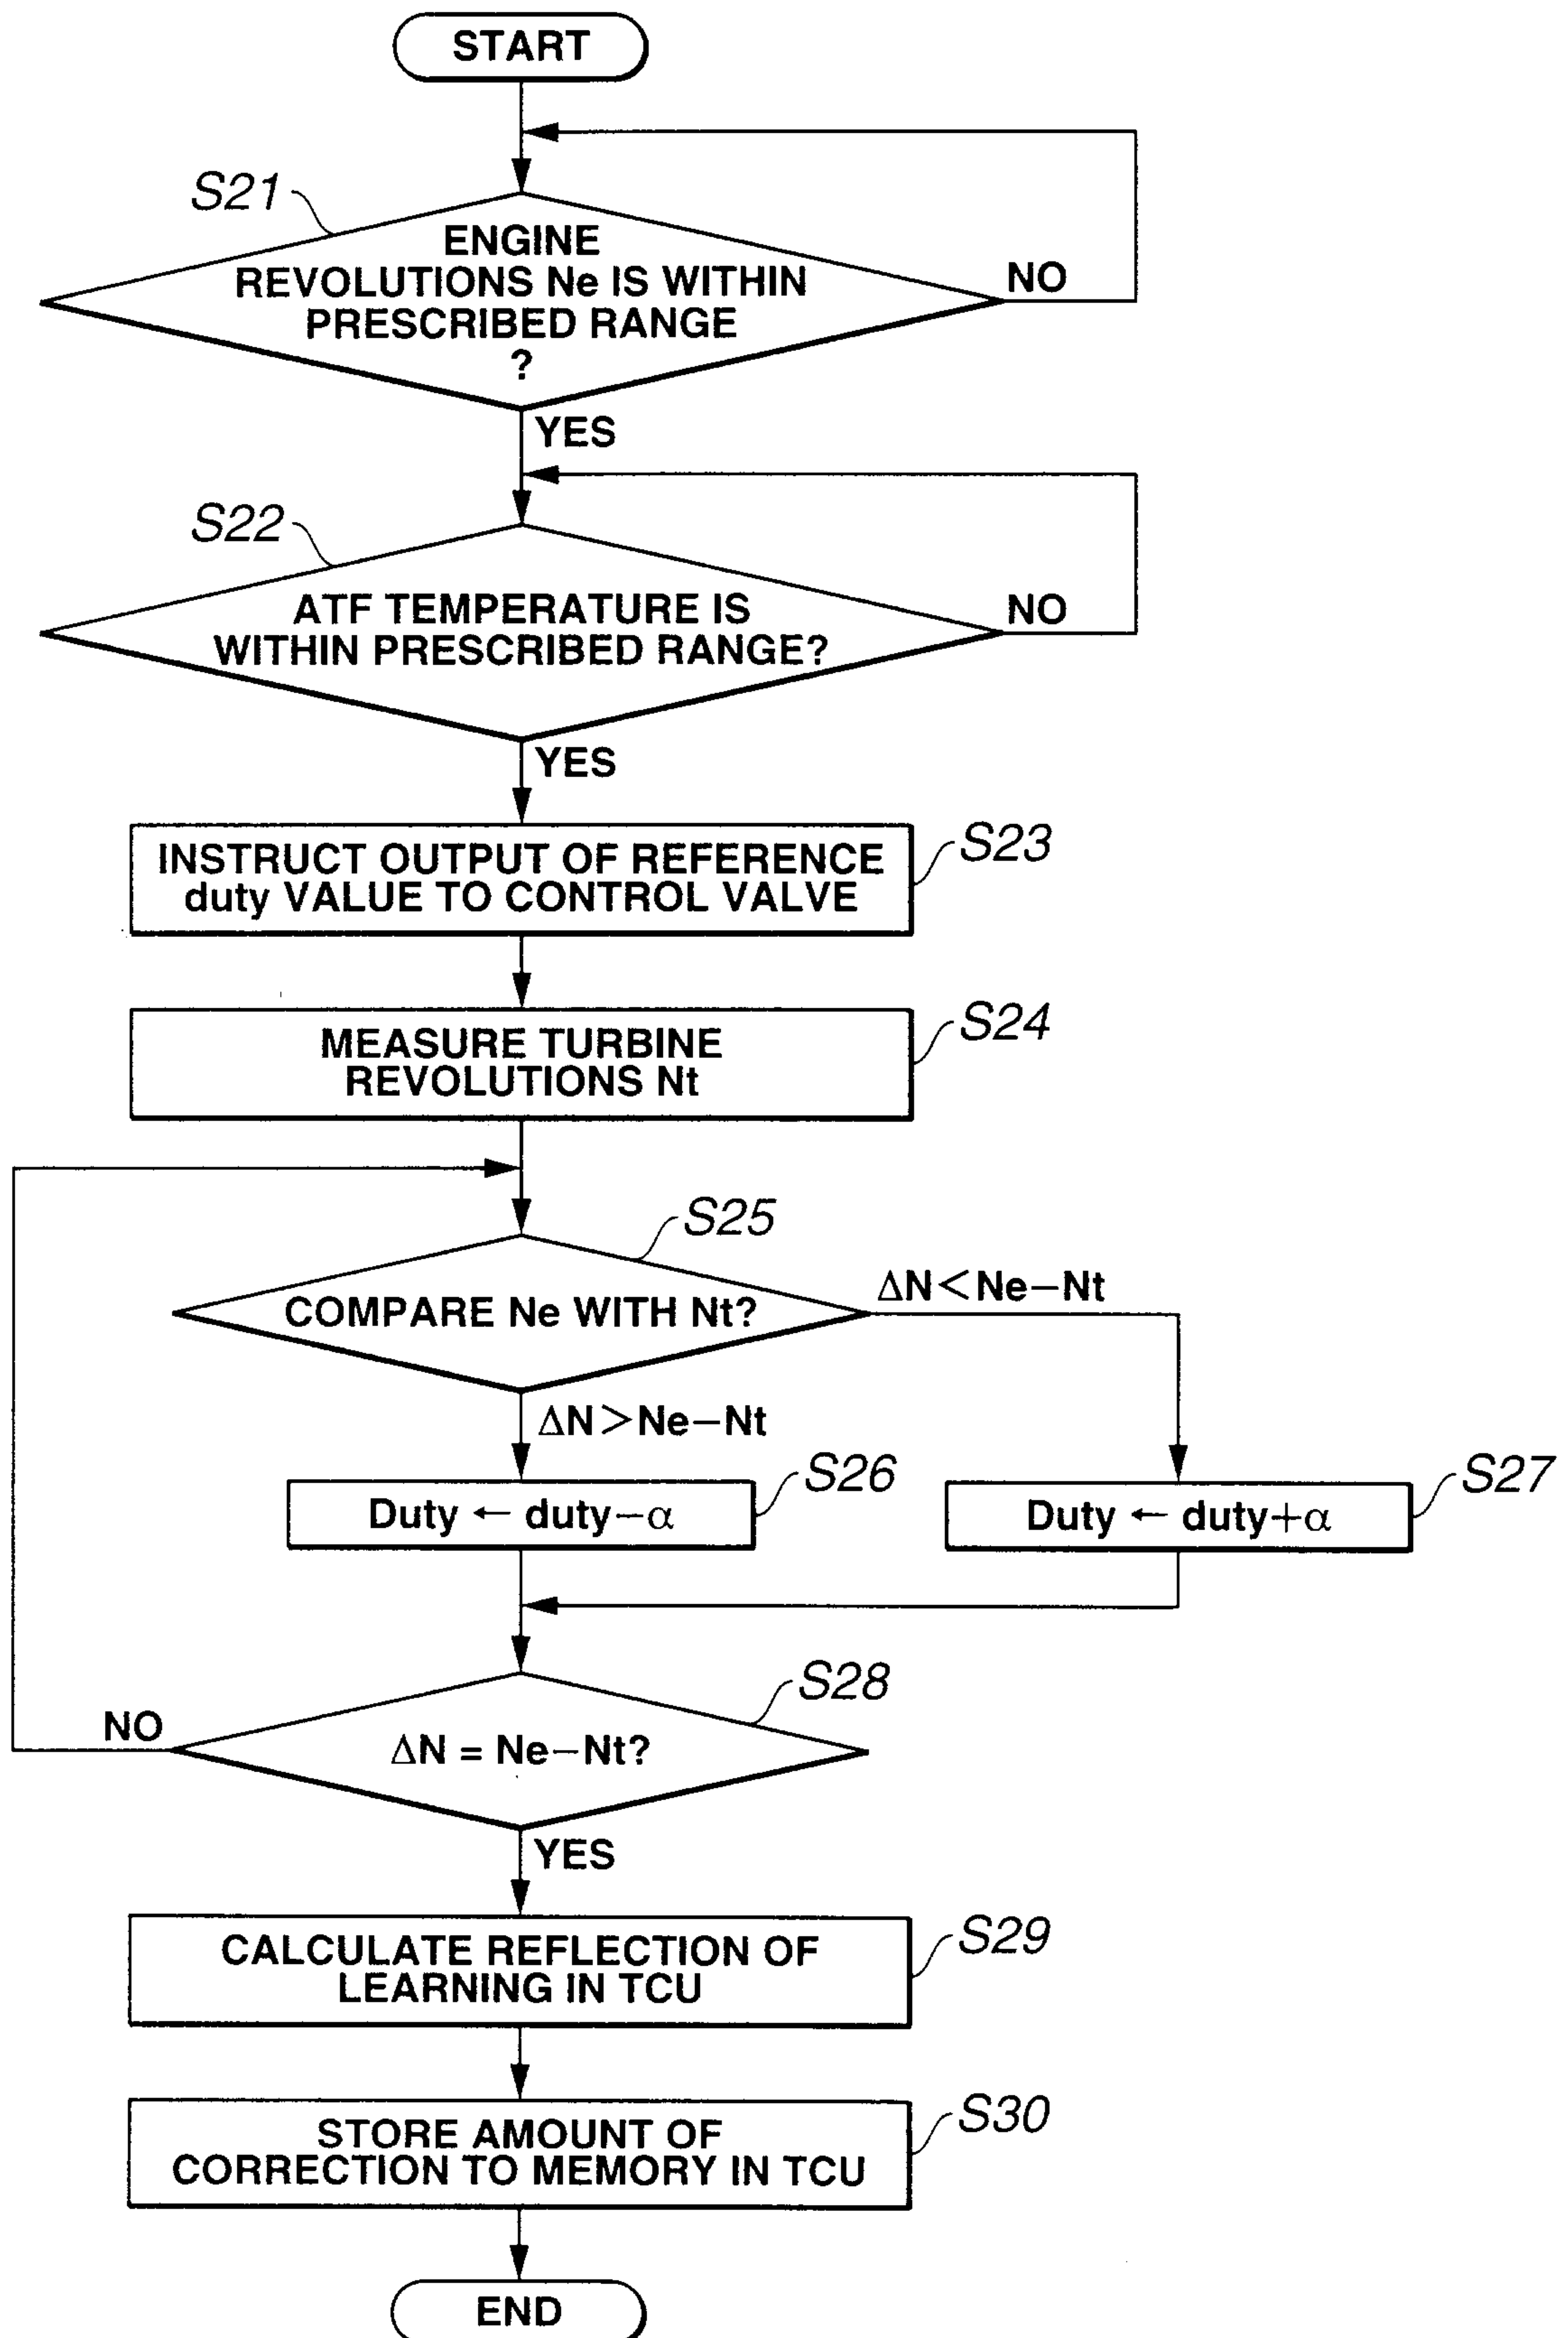 START
S21
ENGINE
REVOLUTIONS Ne IS WITHIN
PRESCRIBED RANGE
?
NO
YES
S22
ATF TEMPERATURE IS
WITHIN PRESCRIBED RANGE?
NO
YES
INSTRUCT OUTPUT OF REFERENCE
duty VALUE TO CONTROL VALVE
S23
MEASURE TURBINE
REVOLUTIONS Nt
S24
S25
COMPARE Ne WITH Nt?
ΔN<Ne−Nt
ΔN>Ne−Nt
S26
Duty ← duty−α
S27
Duty ← duty+α
S28
NO
ΔN = Ne−Nt?
YES
CALCULATE REFLECTION OF
LEARNING IN TCU
S29
STORE AMOUNT OF
CORRECTION TO MEMORY IN TCU
S30
END